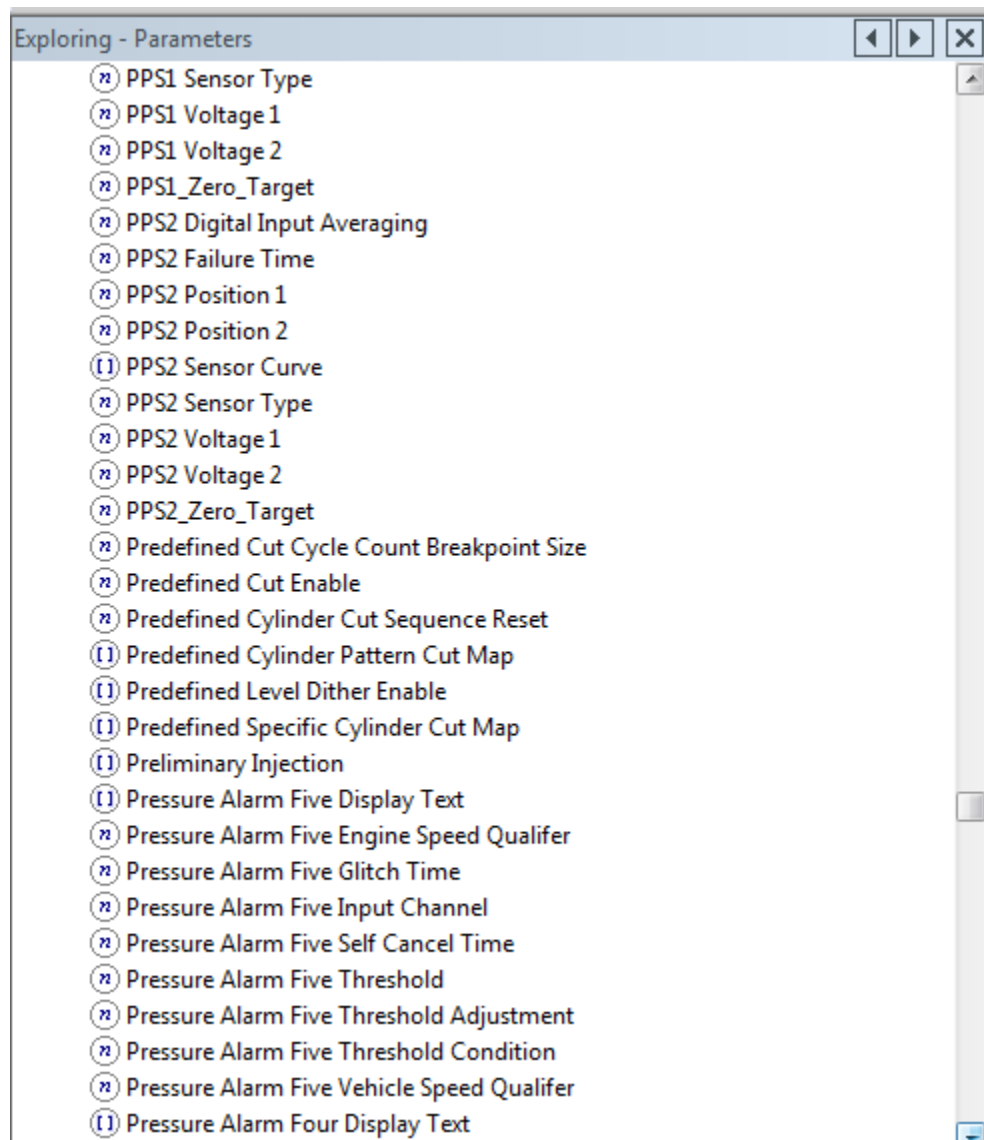 Exploring - Parameters
n PPS1 Sensor Type
n PPS1 Voltage 1
n PPS1 Voltage 2
n PPS1_Zero_Target
n PPS2 Digital Input Averaging
n PPS2 Failure Time
n PPS2 Position 1
n PPS2 Position 2
[ ] PPS2 Sensor Curve
n PPS2 Sensor Type
n PPS2 Voltage 1
n PPS2 Voltage 2
n PPS2_Zero_Target
n Predefined Cut Cycle Count Breakpoint Size
n Predefined Cut Enable
n Predefined Cylinder Cut Sequence Reset
[ ] Predefined Cylinder Pattern Cut Map
[ ] Predefined Level Dither Enable
[ ] Predefined Specific Cylinder Cut Map
[ ] Preliminary Injection
[ ] Pressure Alarm Five Display Text
n Pressure Alarm Five Engine Speed Qualifer
n Pressure Alarm Five Glitch Time
n Pressure Alarm Five Input Channel
n Pressure Alarm Five Self Cancel Time
n Pressure Alarm Five Threshold
n Pressure Alarm Five Threshold Adjustment
n Pressure Alarm Five Threshold Condition
n Pressure Alarm Five Vehicle Speed Qualifer
[ ] Pressure Alarm Four Display Text